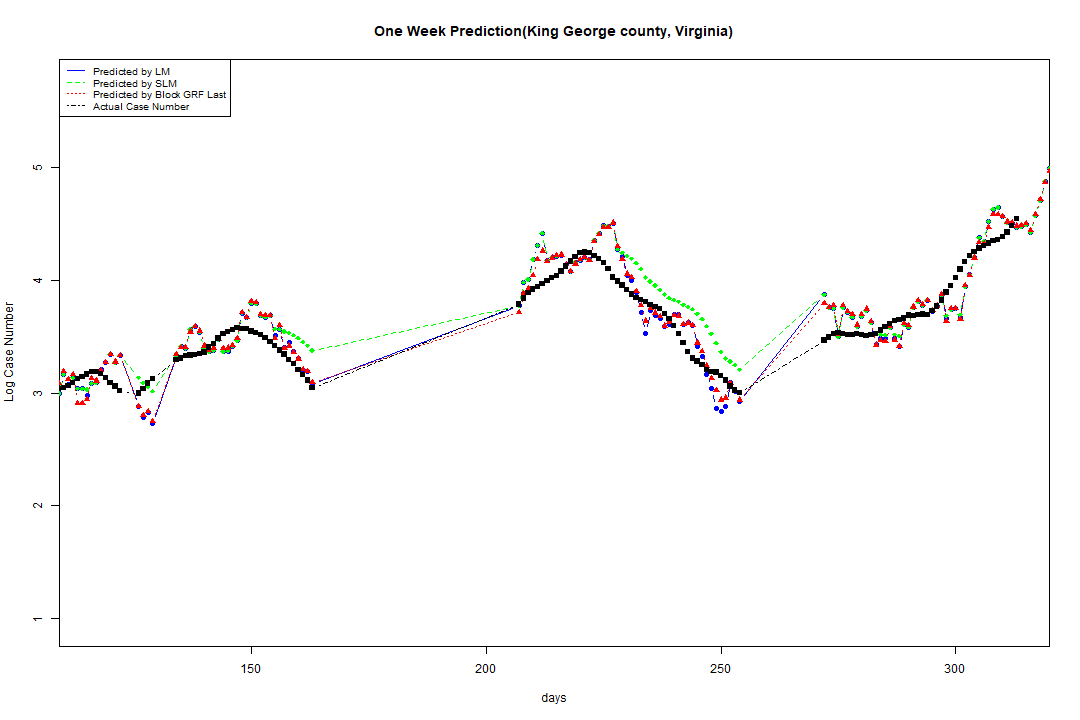 One Week Prediction(King George county, Virginia)
Predicted by LM
Predicted by SLM
Predicted by Block GRF Last
Actual Case Number
5
4
3
2
1
Log Case Number
150 200 250 300
days